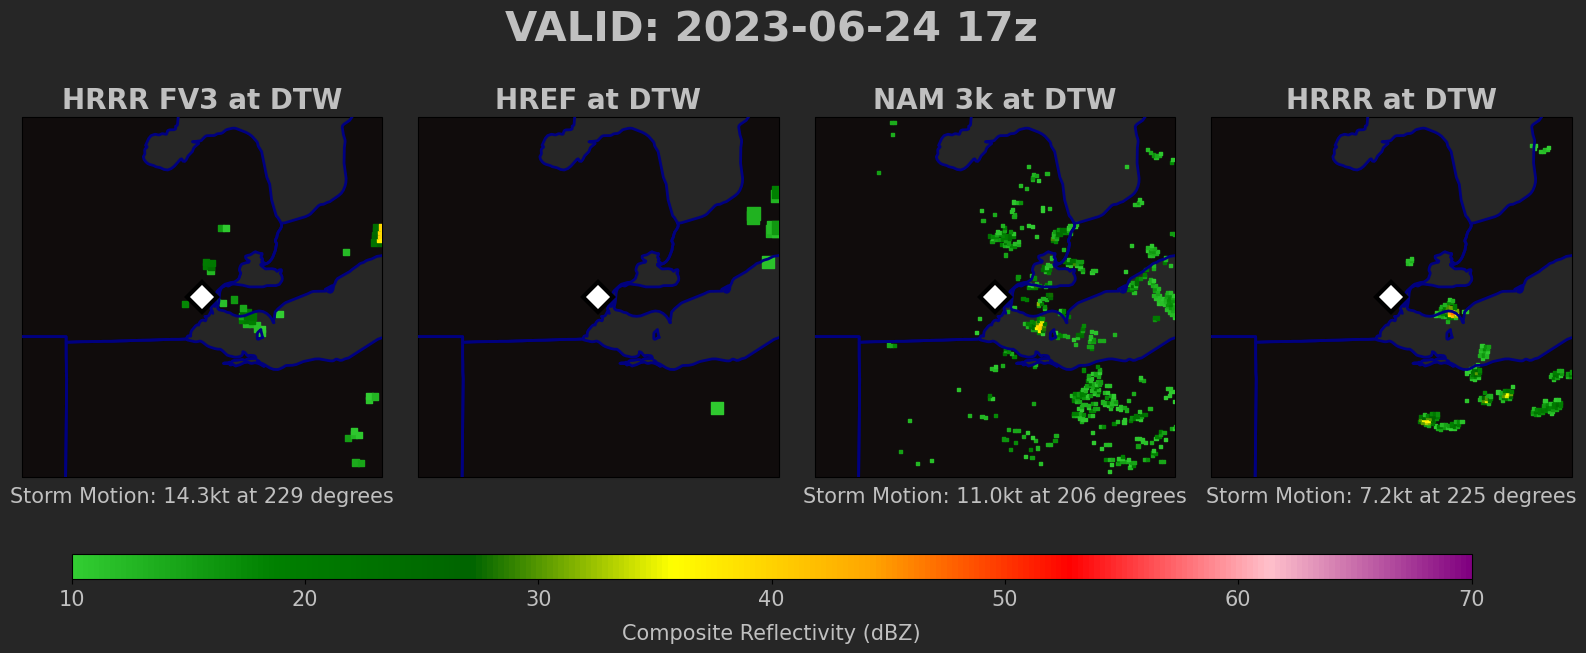 VALID: 2023-06-24 17z
HRRR FV3 at DTW
HREF at DTW
NAM 3k at DTW
HRRR at DTW
Storm Motion: 14.3kt at 229 degrees
Storm Motion: 11.0kt at 206 degrees
Storm Motion: 7.2kt at 225 degrees
10 20 30 40 50 60 70
Composite Reflectivity (dBZ)